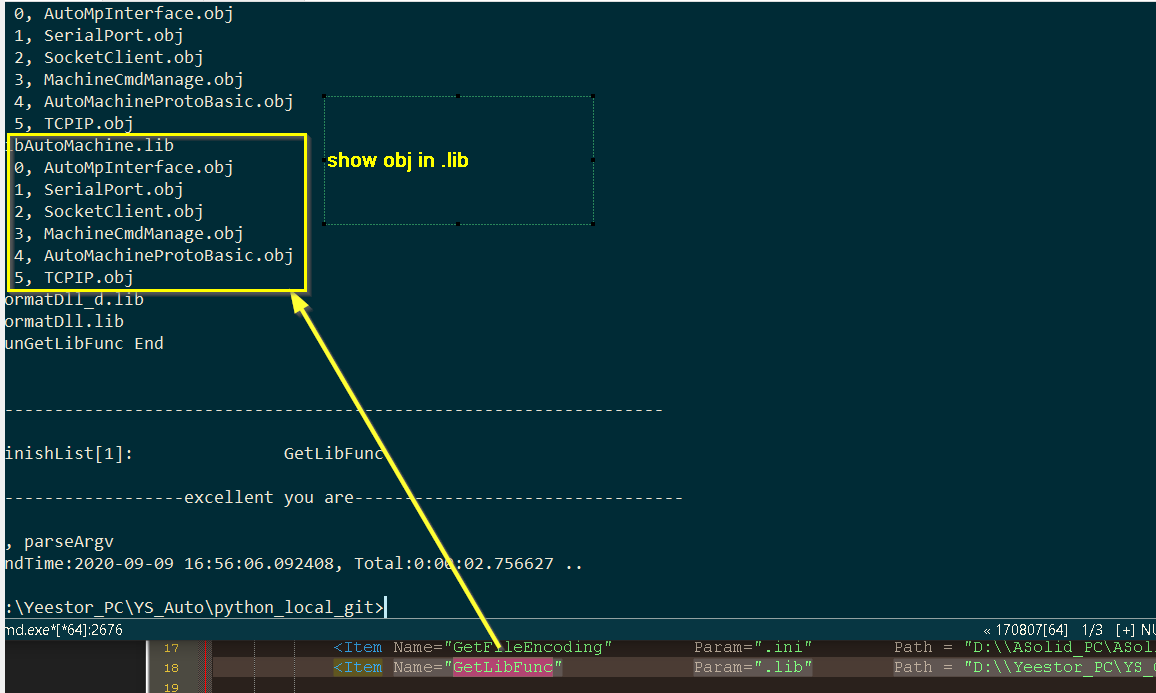 0, AutoMpInterface.obj
1, SerialPort.obj
2, SocketClient.obj
3, MachineCmdManage.obj
4, AutoMachineProtoBasic.obj
5, TCPIP.obj
ibAutoMachine.lib
0, AutoMpInterface.obj
show obj in .lib
1, SerialPort.obj
2, SocketClient.obj
3, MachineCmdManage.obj
4, AutoMachineProtoBasic.obj
5, TCPIP.obj
ormatDll_d.lib
ormatDll.lib
unGetLibFunc End
------------------------------------------------------------------
inishList[1]: GetLibFunc
------------------excellent you are---------------------------------
, parseArgv
ndTime:2020-09-09 16:56:06.092408, Total:0:00:02.756627 ..
:\Yeestor_PC\YS_Auto\python_local_git>
md.exe*[*64]:2676 « 170807[64] 1/3 [+] NU
17 <Item Name="GetFileEncoding" Param=".ini" Path = "D:\\ASolid_PC\ASol
18 <Item Name="GetLibFunc" Param=".lib" Path = "D:\\Yeestor_PC\YS_
19